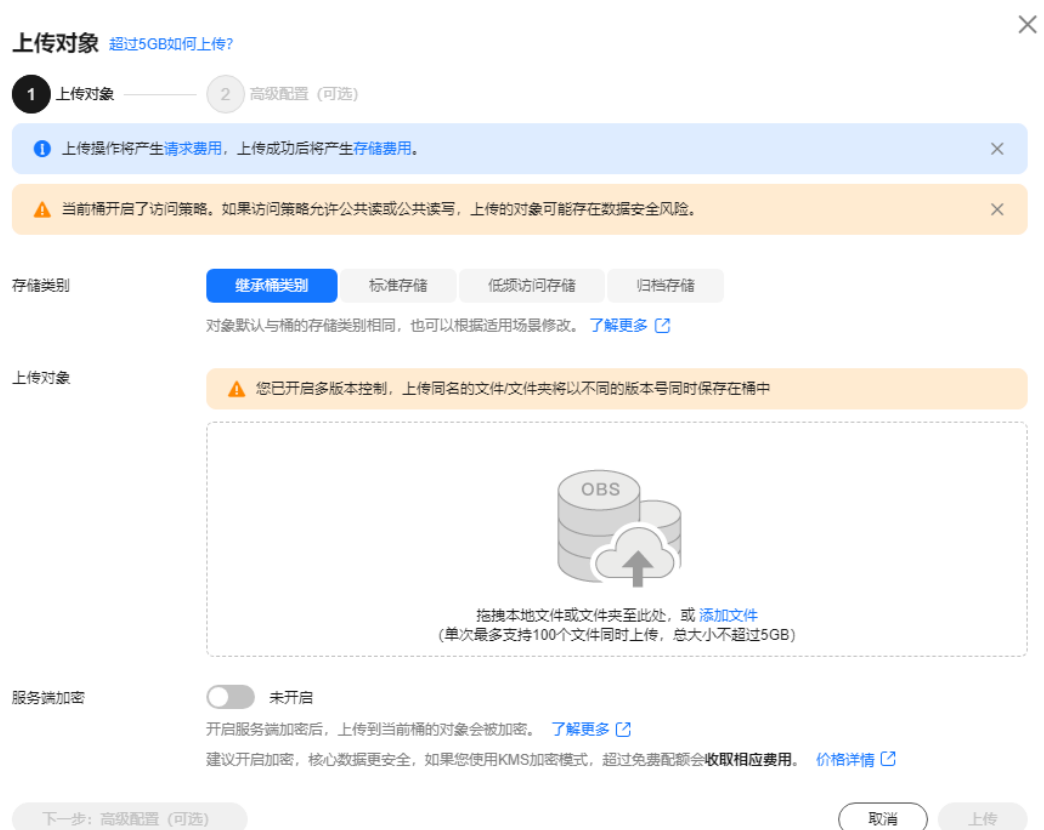 上传对象 超过5GB如何上传?
1 上传对象 2 高级配置 (可选)
上传操作将产生请求费用，上传成功后将产生存储费用。
当前桶开启了访问策略。如果访问策略允许公共读或公共读写，上传的对象可能存在数据安全风险。
存储类别 继承桶类别 标准存储 低频访问存储 归档存储
对象默认与桶的存储类别相同，也可以根据适用场景修改。 了解更多
上传对象
您已开启多版本控制，上传同名的文件/文件夹将以不同的版本号同时保存在桶中
OBS
拖拽本地文件或文件夹至此处，或 添加文件
(单次最多支持100个文件同时上传，总大小不超过5GB)
服务端加密 未开启
开启服务端加密后，上传到当前桶的对象会被加密。 了解更多
建议开启加密，核心数据更安全，如果您使用KMS加密模式，超过免费配额会收取相应费用。 价格详情
下一步：高级配置 (可选) 取消 上传